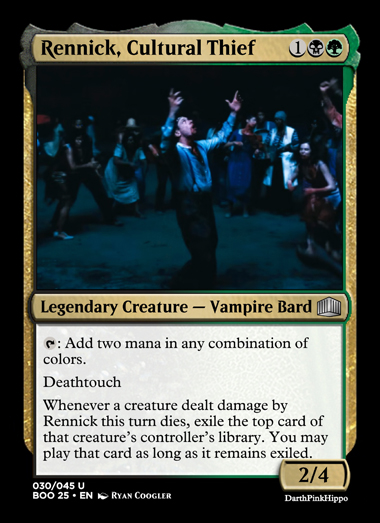 Rennick, Cultural Thief 1
Legendary Creature — Vampire Bard
: Add two mana in any combination of
colors.
Deathtouch
Whenever a creature dealt damage by
Rennick this turn dies, exile the top card of
that creature's controller's library. You may
play that card as long as it remains exiled.
2/4
030/045 U
BOO 25 • EN Ryan Coogler
DarthPinkHippo